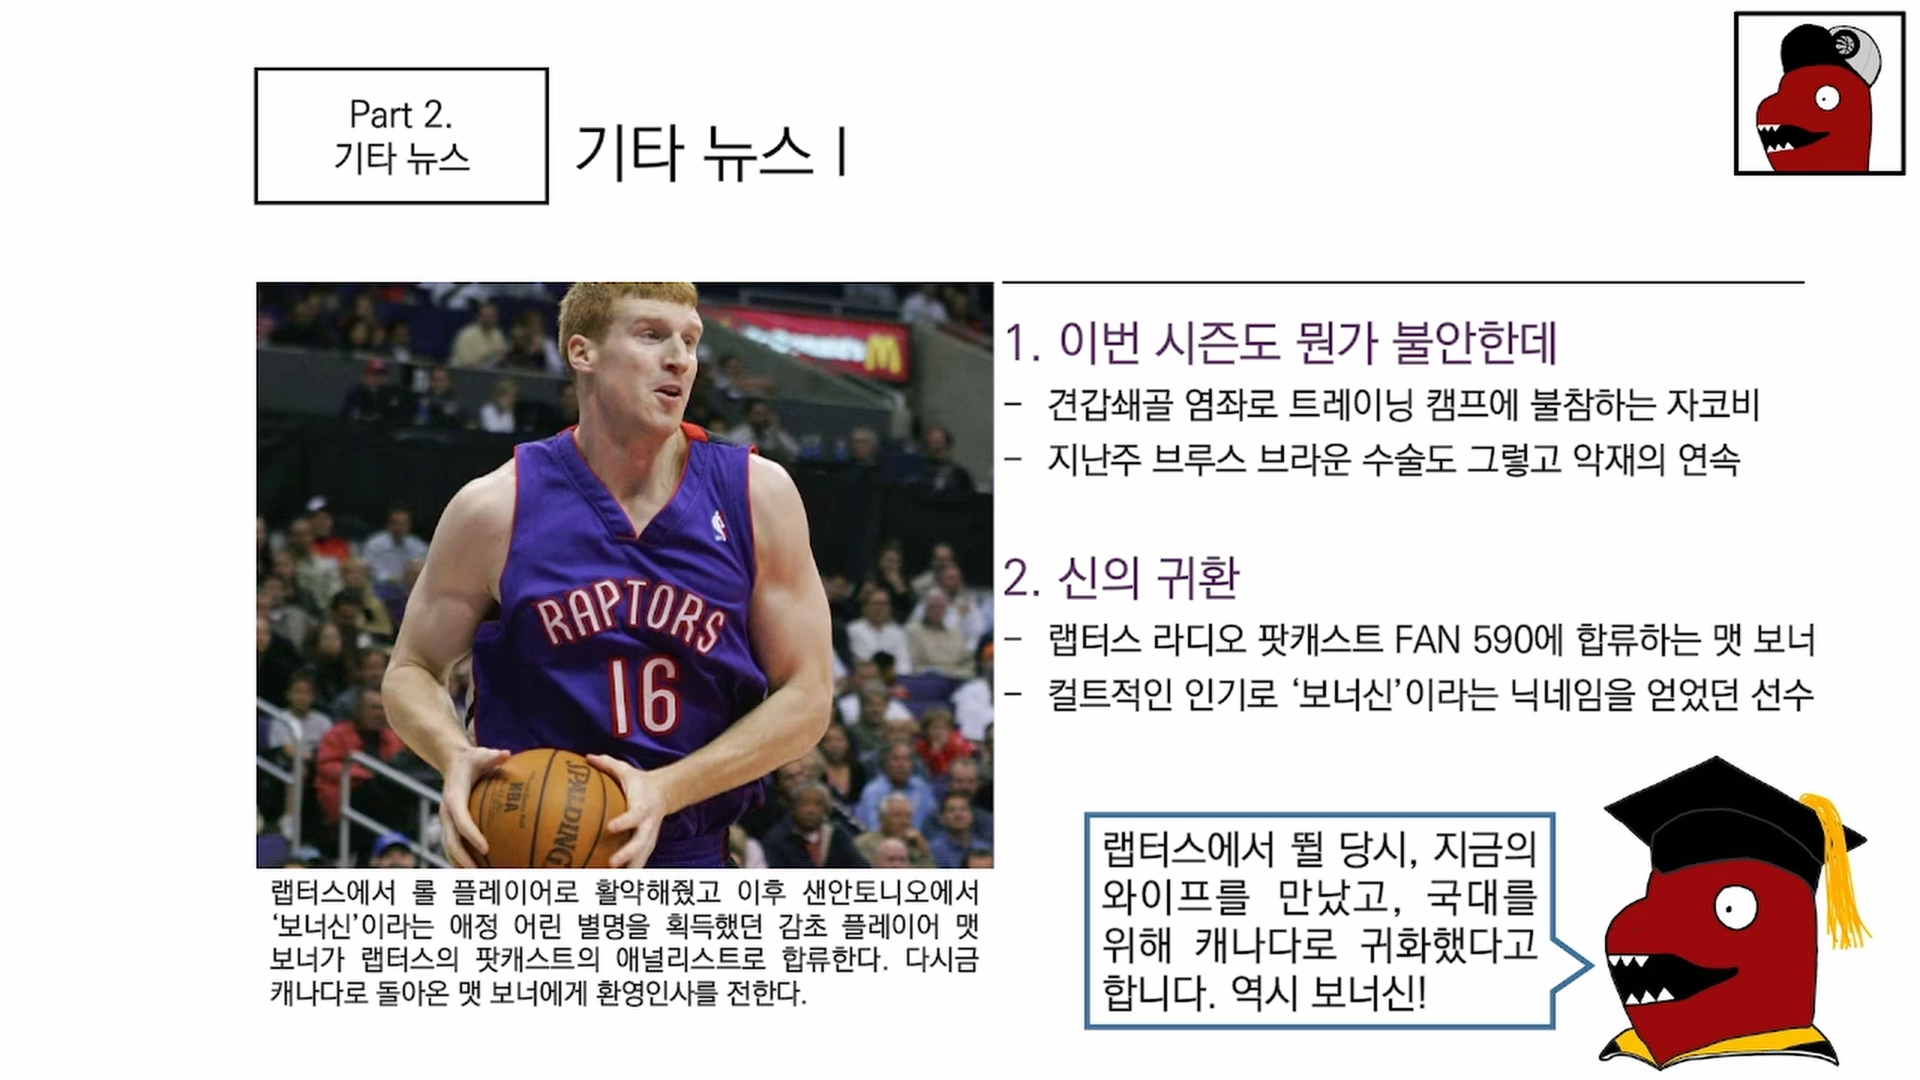 Part 2.
기타 뉴스
기타 뉴스 I
RAPTORS
16
SPALDING
NBA
랩터스에서 롤 플레이어로 활약해줬고 이후 샌안토니오에서
‘보너신’이라는 애정 어린 별명을 획득했던 감초 플레이어 맷
보너가 랩터스의 팟캐스트의 애널리스트로 합류한다. 다시금
캐나다로 돌아온 맷 보너에게 환영인사를 전한다.
1. 이번 시즌도 뭔가 불안한데
- 견갑쇄골 염좌로 트레이닝 캠프에 불참하는 자코비
- 지난주 브루스 브라운 수술도 그렇고 악재의 연속
2. 신의 귀환
- 랩터스 라디오 팟캐스트 FAN 590에 합류하는 맷 보너
- 컬트적인 인기로 ‘보너신’이라는 닉네임을 얻었던 선수
랩터스에서 뛸 당시, 지금의
와이프를 만났고, 국대를
위해 캐나다로 귀화했다고
합니다. 역시 보너신!